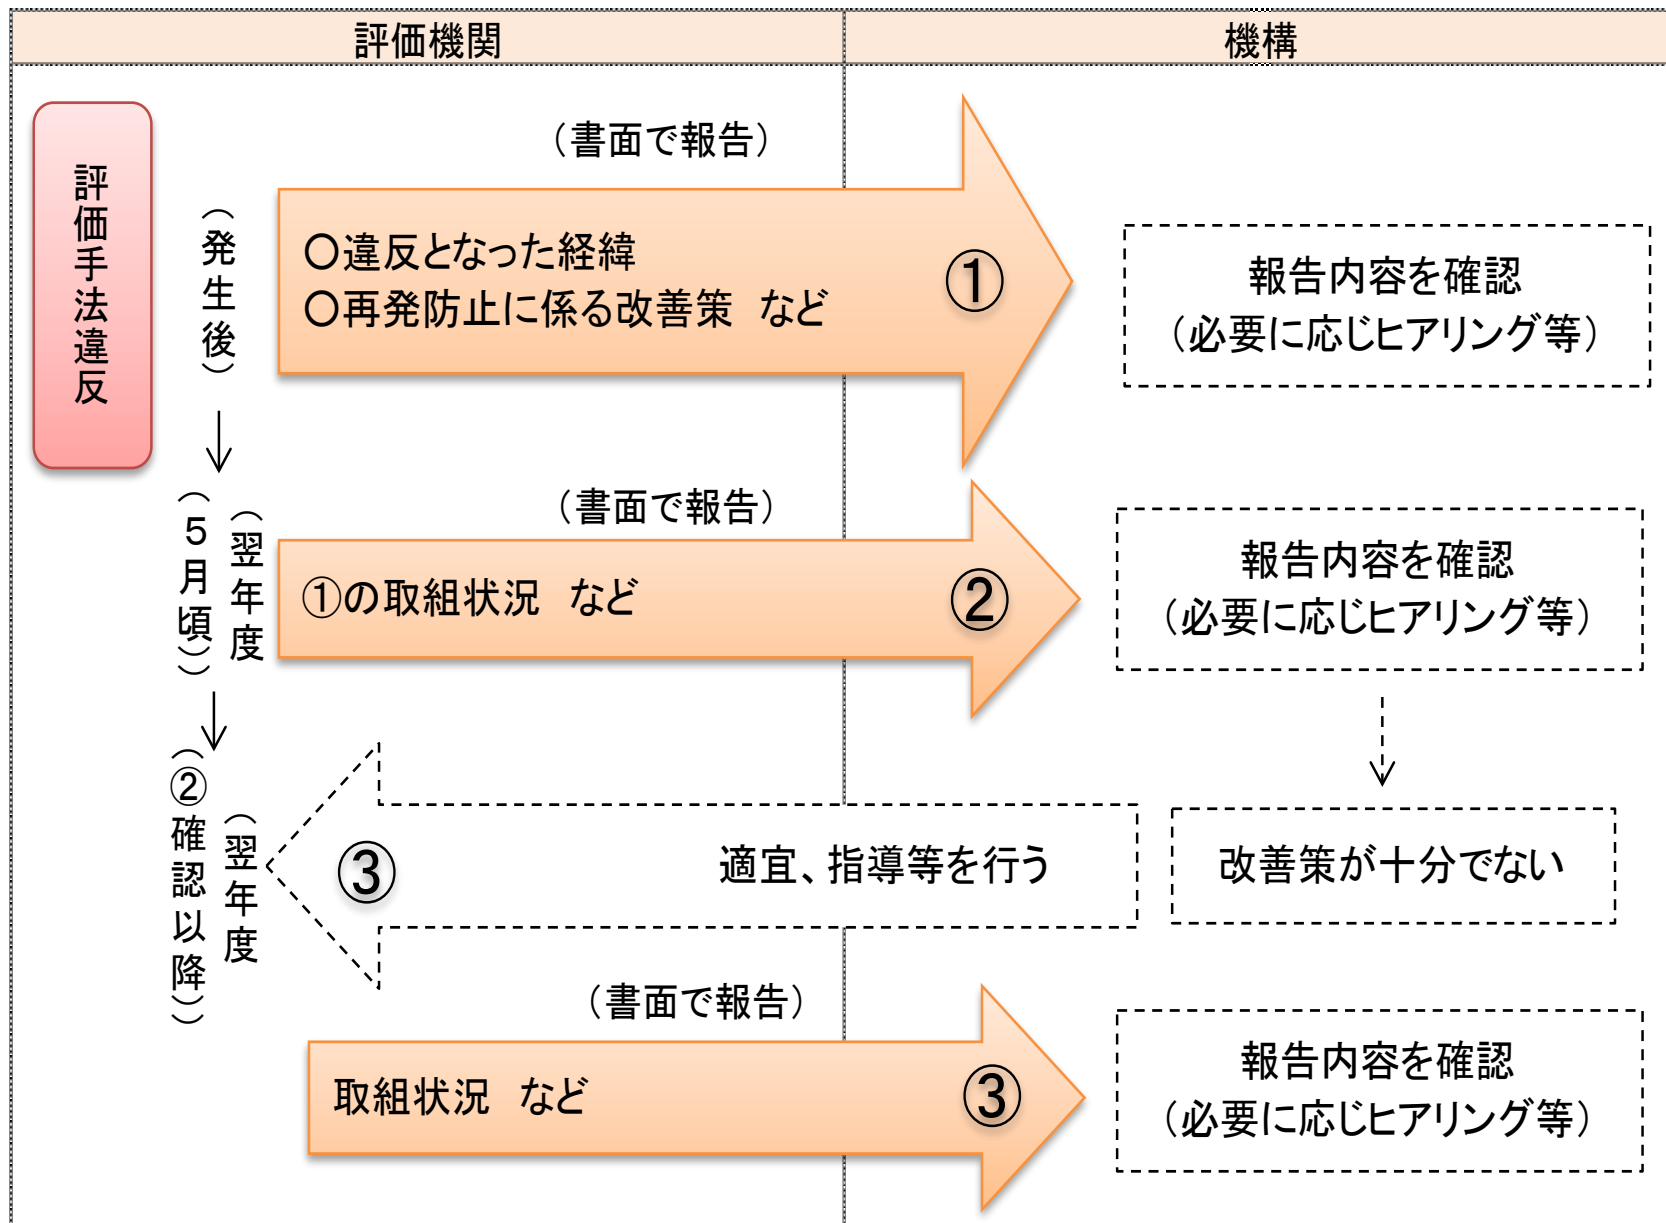 評価機関
機構
評価手法違反
（発生後）
（書面で報告）
〇違反となった経緯
〇再発防止に係る改善策　など
①
報告内容を確認
（必要に応じヒアリング等）
（翌年度
（５月頃））
（書面で報告）
①の取組状況　など
②
報告内容を確認
（必要に応じヒアリング等）
（翌年度
（②確認以降））
③
適宜、指導等を行う
改善策が十分でない
（書面で報告）
取組状況　など
③
報告内容を確認
（必要に応じヒアリング等）